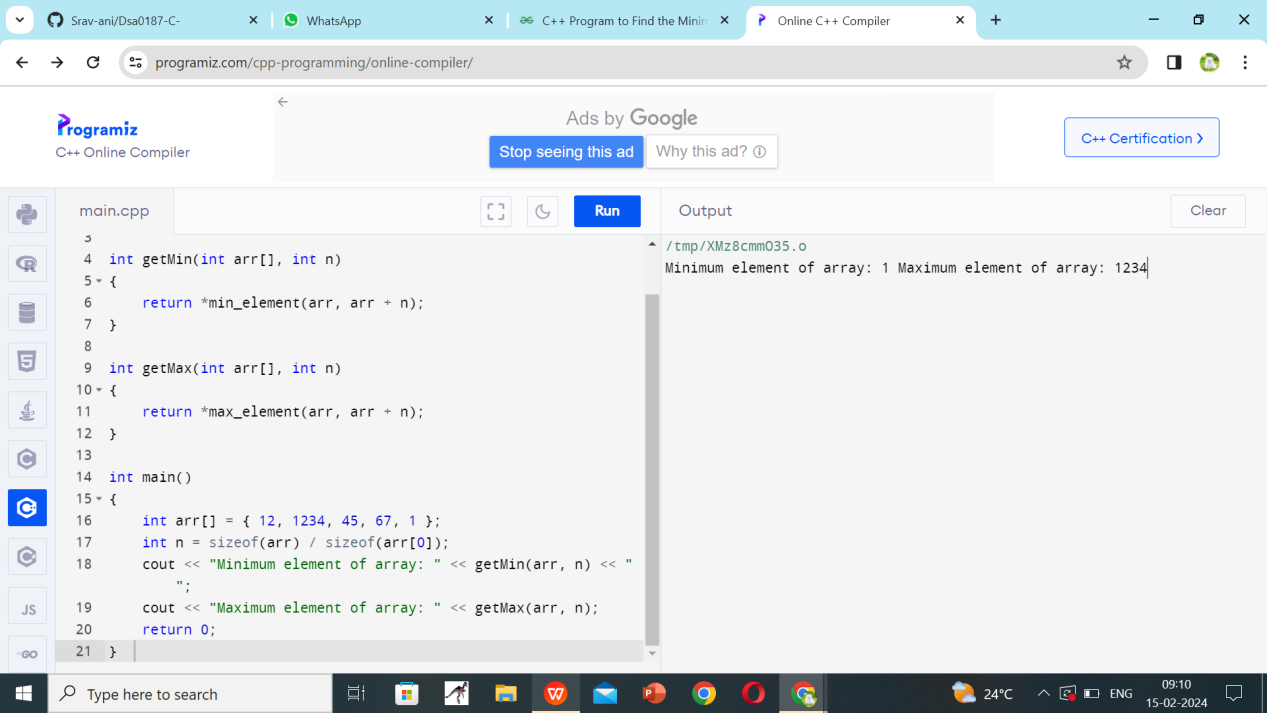 Srav-ani/Dsa0187-C-
WhatsApp
C++ Program to Find the Minin
Online C++ Compiler
programiz.com/cpp-programming/online-compiler/
Programiz
C++ Online Compiler
Ads by Google
Stop seeing this ad
Why this ad?
C++ Certification >
main.cpp
Run
Output
Clear
3
4 int getMin(int arr[], int n)
5 {
6 return *min_element(arr, arr + n);
7 }
8
9 int getMax(int arr[], int n)
10 {
11 return *max_element(arr, arr + n);
12 }
13
14 int main()
15 {
16 int arr[] = { 12, 1234, 45, 67, 1 };
17 int n = sizeof(arr) / sizeof(arr[0]);
18 cout << "Minimum element of array: " << getMin(arr, n) << "
";
19 cout << "Maximum element of array: " << getMax(arr, n);
20 return 0;
21 }
/tmp/XMz8cmmO35.o
Minimum element of array: 1 Maximum element of array: 1234
JS
GO
Type here to search
24°C
ENG
09:10
15-02-2024